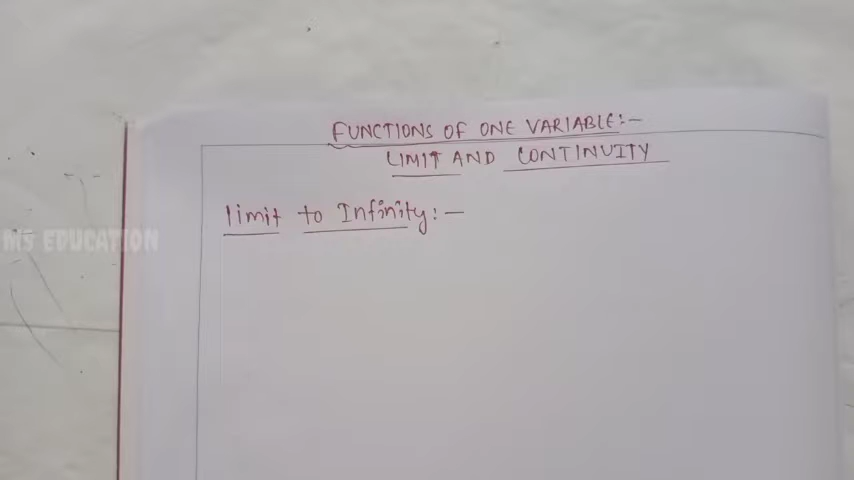 FUNCTIONS OF ONE VARIABLE:-
LIMIT AND CONTINUITY
limit to Infinity:-
MS EDUCATION